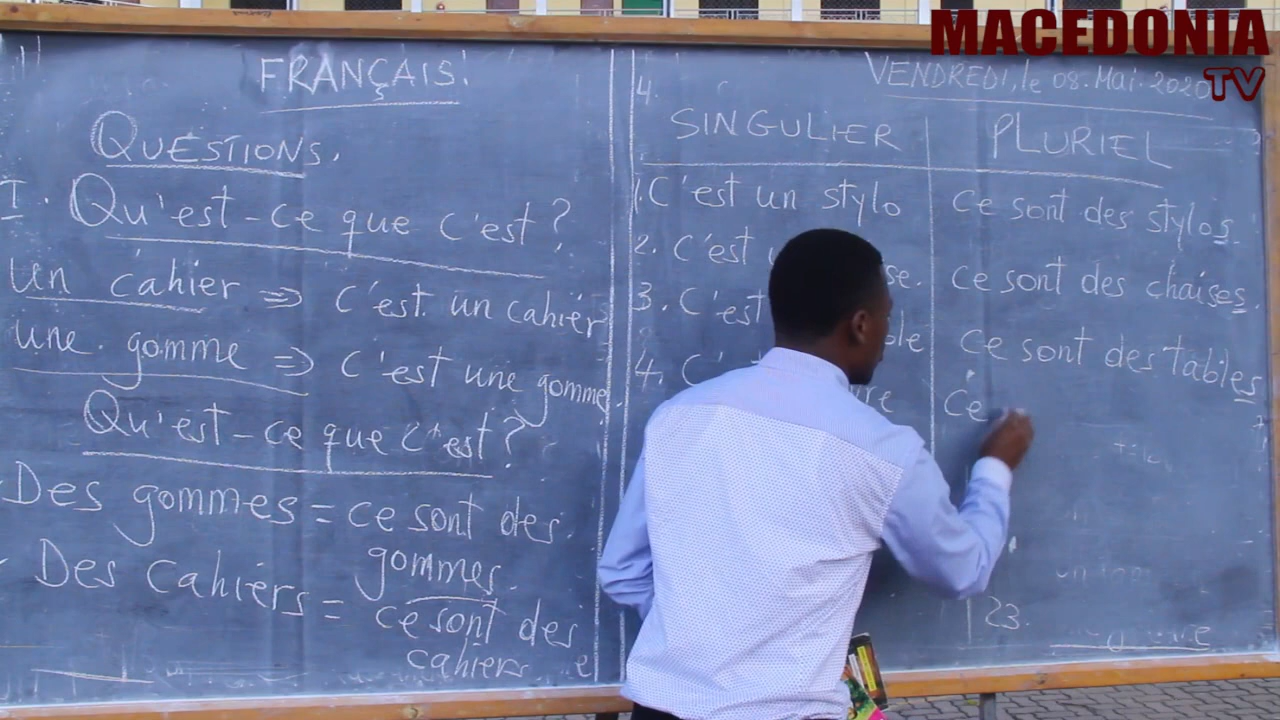 MACEDONIA
TV
FRANÇAIS.
QUESTIONS.
I. Qu'est-ce que c'est?
un cahier => c'est un cahier
une gomme => c'est une gomme.
Qu'est-ce que c'est?
Des gommes = ce sont des
gommes.
- Des cahiers = ce sont des
cahiers.
4.
VENDREDI, le 08. Mai. 2020
SINGULIER PLURIEL
1. C'est un stylo ce sont des stylos.
2. C'est ce sont des chaises.
3. C'est ce sont des tables
4. Ce
23.